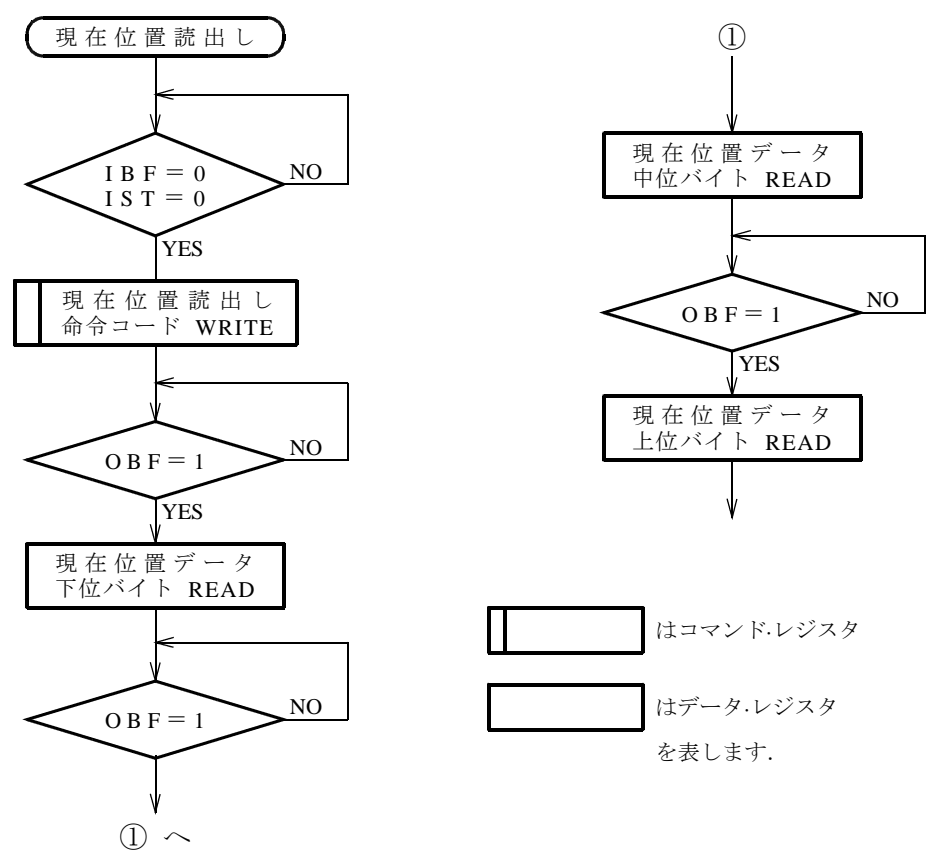 現在位置読出し
IBF=0
IST=0
NO
YES
現在位置読出し
命令コード WRITE
OBF=1
NO
YES
現在位置データ
下位バイト READ
OBF=1
NO
① へ
①
現在位置データ
中位バイト READ
OBF=1
NO
YES
現在位置データ
上位バイト READ
はコマンド·レジスタ
はデータ·レジスタ
を表します.